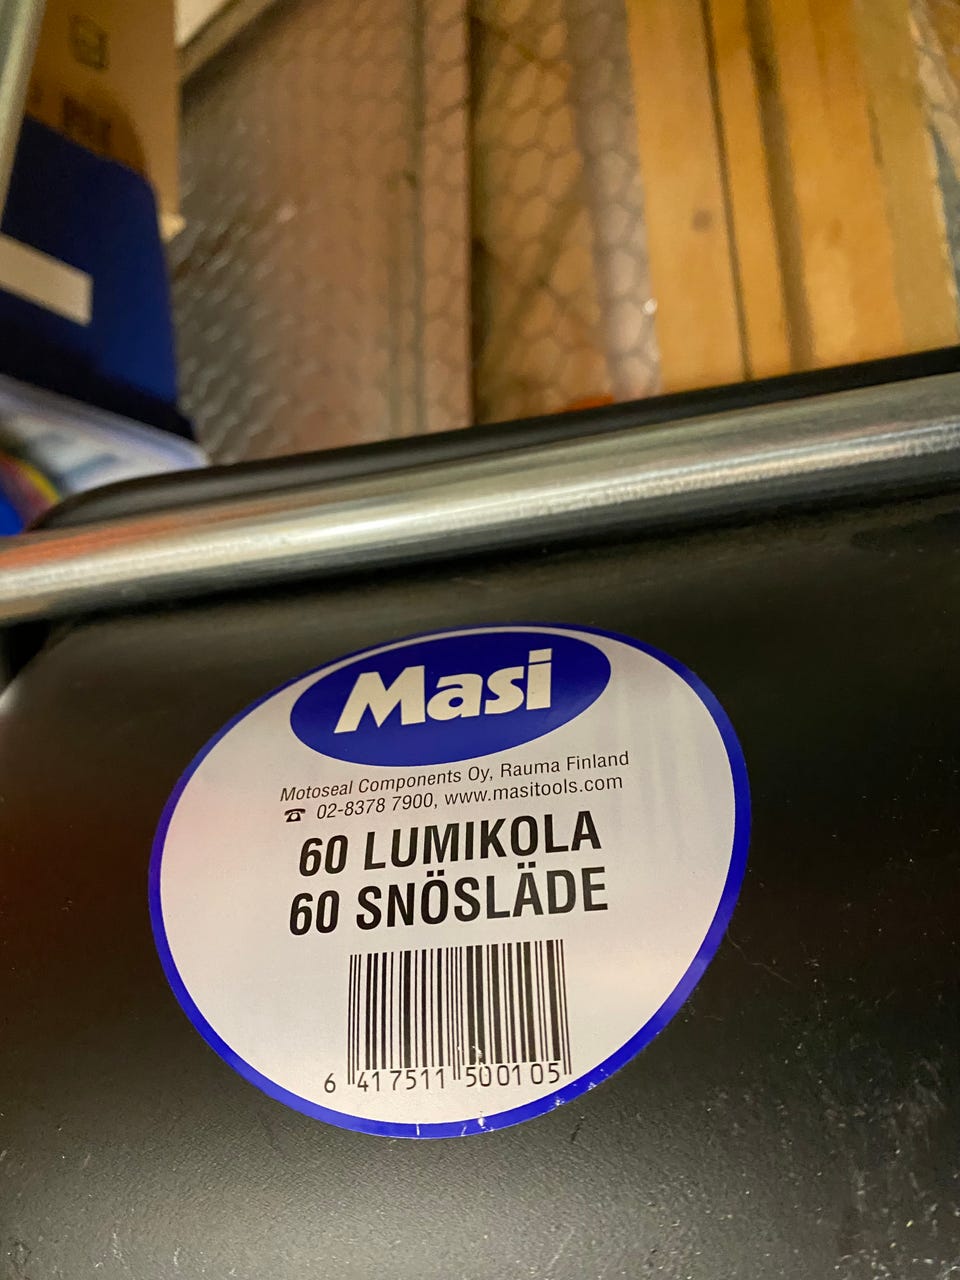 Masi
Motoseal Components Oy, Rauma Finland
☎ 02-8378 7900, www.masitools.com
60 LUMIKOLA
60 SNÖSLÄDE
6 417511 500105